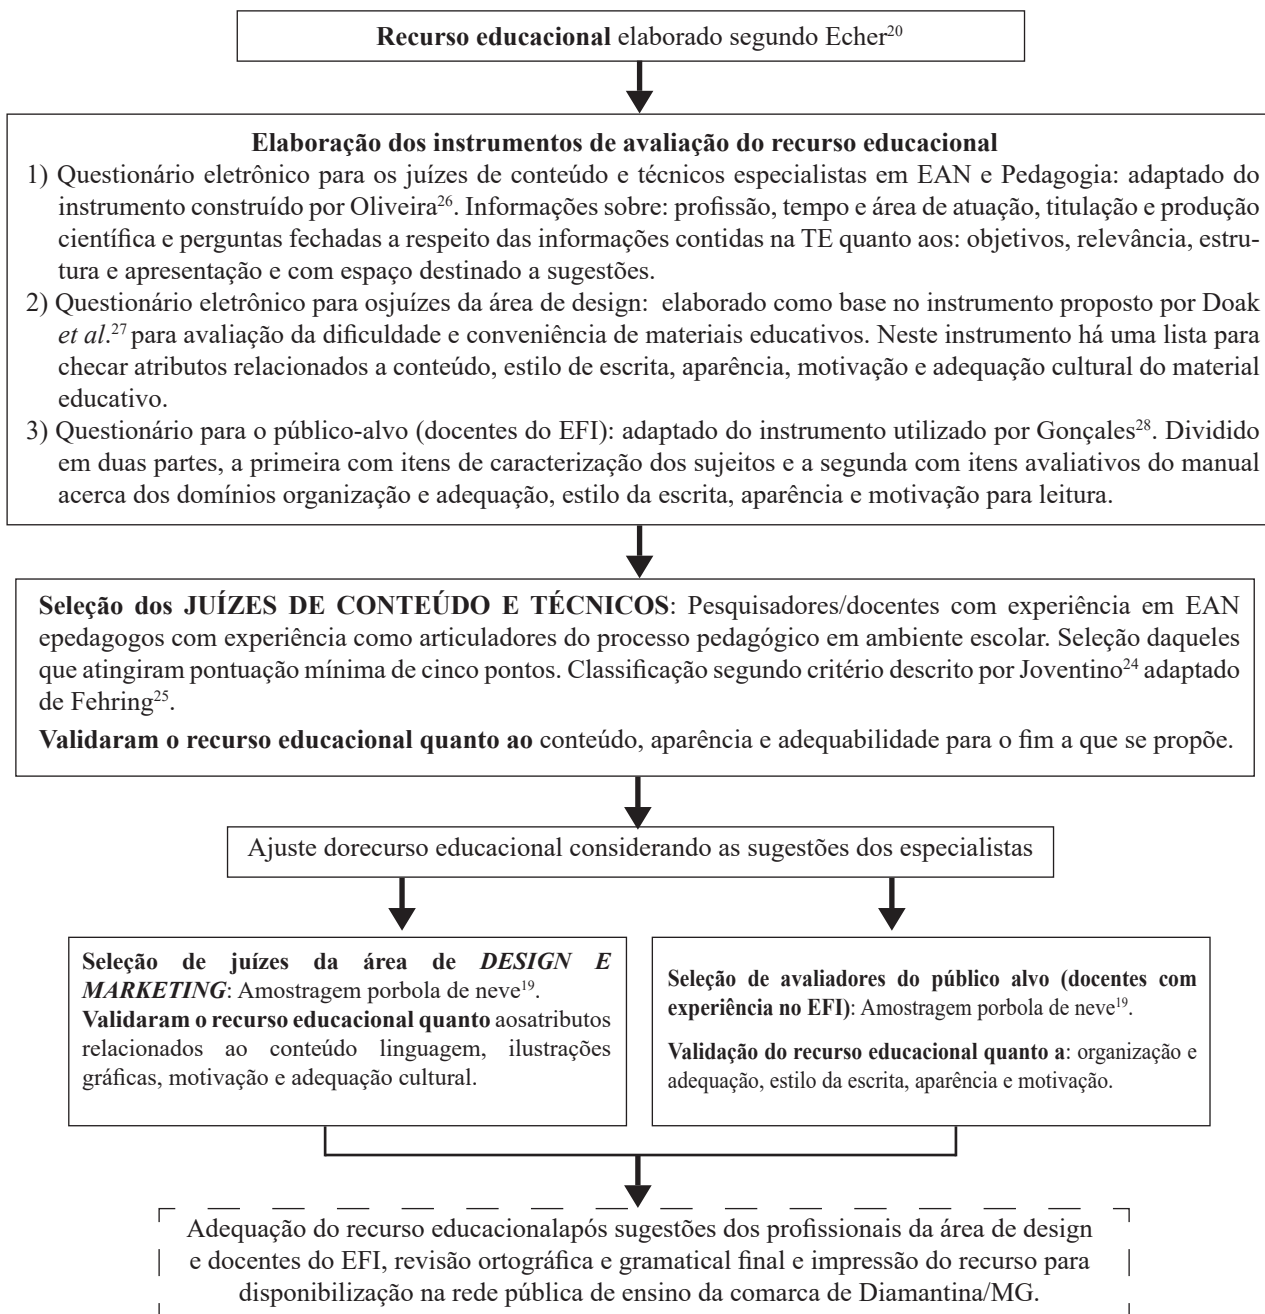 Recurso educacional elaborado segundo Echer20
Elaboração dos instrumentos de avaliação do recurso educacional
1) Questionário eletrônico para os juízes de conteúdo e técnicos especialistas em EAN e Pedagogia: adaptado do
instrumento construído por Oliveira26. Informações sobre: profissão, tempo e área de atuação, titulação e produção
científica e perguntas fechadas a respeito das informações contidas na TE quanto aos: objetivos, relevância, estru-
tura e apresentação e com espaço destinado a sugestões.
2) Questionário eletrônico para osjuízes da área de design: elaborado como base no instrumento proposto por Doak
et al.27 para avaliação da dificuldade e conveniência de materiais educativos. Neste instrumento há uma lista para
checar atributos relacionados a conteúdo, estilo de escrita, aparência, motivação e adequação cultural do material
educativo.
3) Questionário para o público-alvo (docentes do EFI): adaptado do instrumento utilizado por Gonçales28. Dividido
em duas partes, a primeira com itens de caracterização dos sujeitos e a segunda com itens avaliativos do manual
acerca dos domínios organização e adequação, estilo da escrita, aparência e motivação para leitura.
Seleção dos JUÍZES DE CONTEÚDO E TÉCNICOS: Pesquisadores/docentes com experiência em EAN
epedagogos com experiência como articuladores do processo pedagógico em ambiente escolar. Seleção daqueles
que atingiram pontuação mínima de cinco pontos. Classificação segundo critério descrito por Joventino24 adaptado
de Fehring25.
Validaram o recurso educacional quanto ao conteúdo, aparência e adequabilidade para o fim a que se propõe.
Ajuste dorecurso educacional considerando as sugestões dos especialistas
Seleção de juízes da área de DESIGN E
MARKETING: Amostragem porbola de neve19.
Validaram o recurso educacional quanto aosatributos
relacionados ao conteúdo linguagem, ilustrações
gráficas, motivação e adequação cultural.
Seleção de avaliadores do público alvo (docentes com
experiência no EFI): Amostragem porbola de neve19.
Validação do recurso educacional quanto a: organização e
adequação, estilo da escrita, aparência e motivação.
Adequação do recurso educacionalapós sugestões dos profissionais da área de design
e docentes do EFI, revisão ortográfica e gramatical final e impressão do recurso para
disponibilização na rede pública de ensino da comarca de Diamantina/MG.